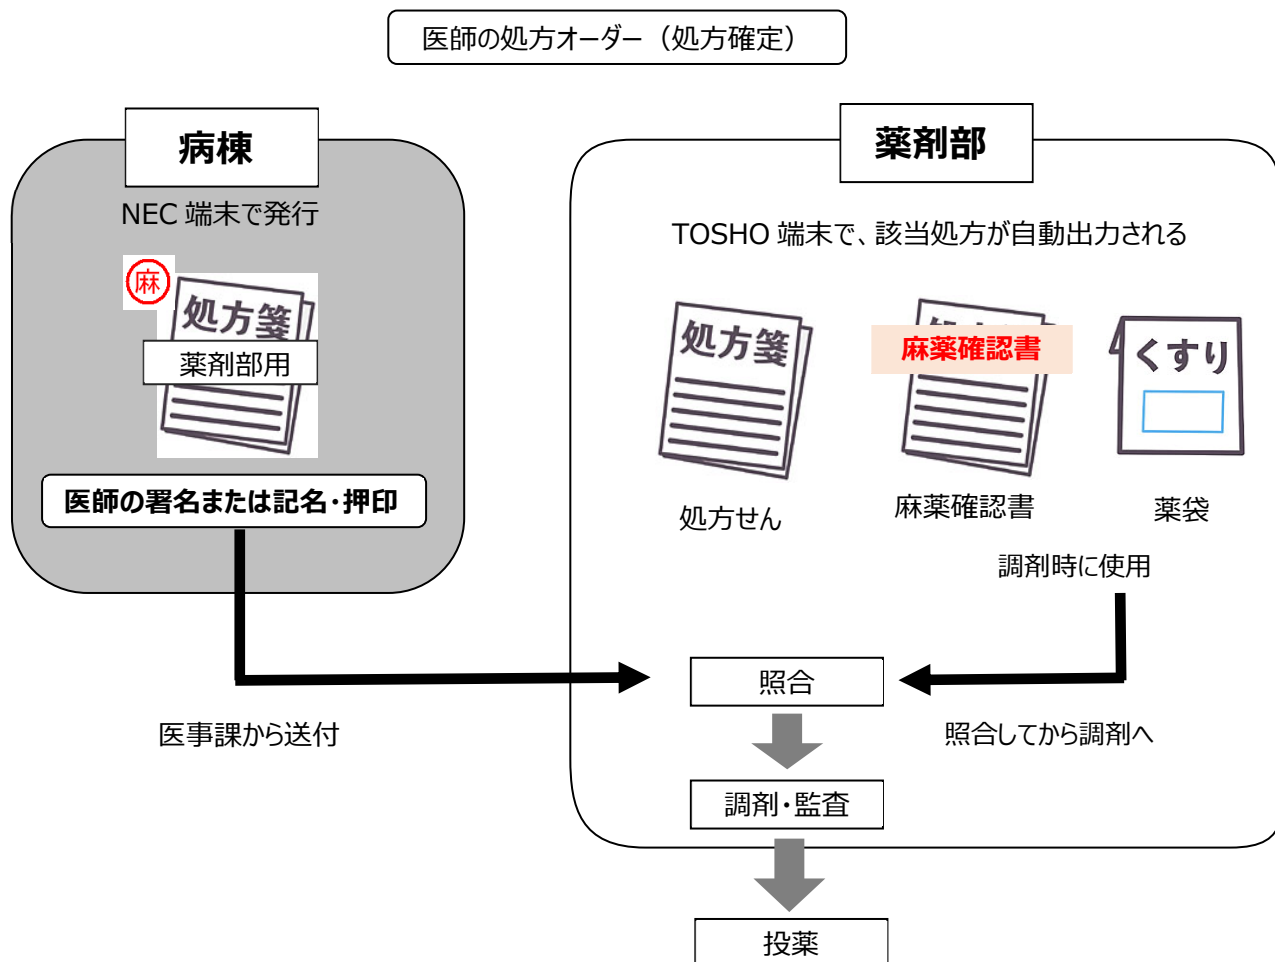 医師の処方オーダー（処方確定）
病棟
NEC 端末で発行
麻
処方箋
薬剤部用
医師の署名または記名・押印
医事課から送付
薬剤部
TOSHO 端末で、該当処方が自動出力される
処方箋
麻薬確認書
くすり
処方せん
麻薬確認書
薬袋
調剤時に使用
照合
照合してから調剤へ
調剤・監査
投薬